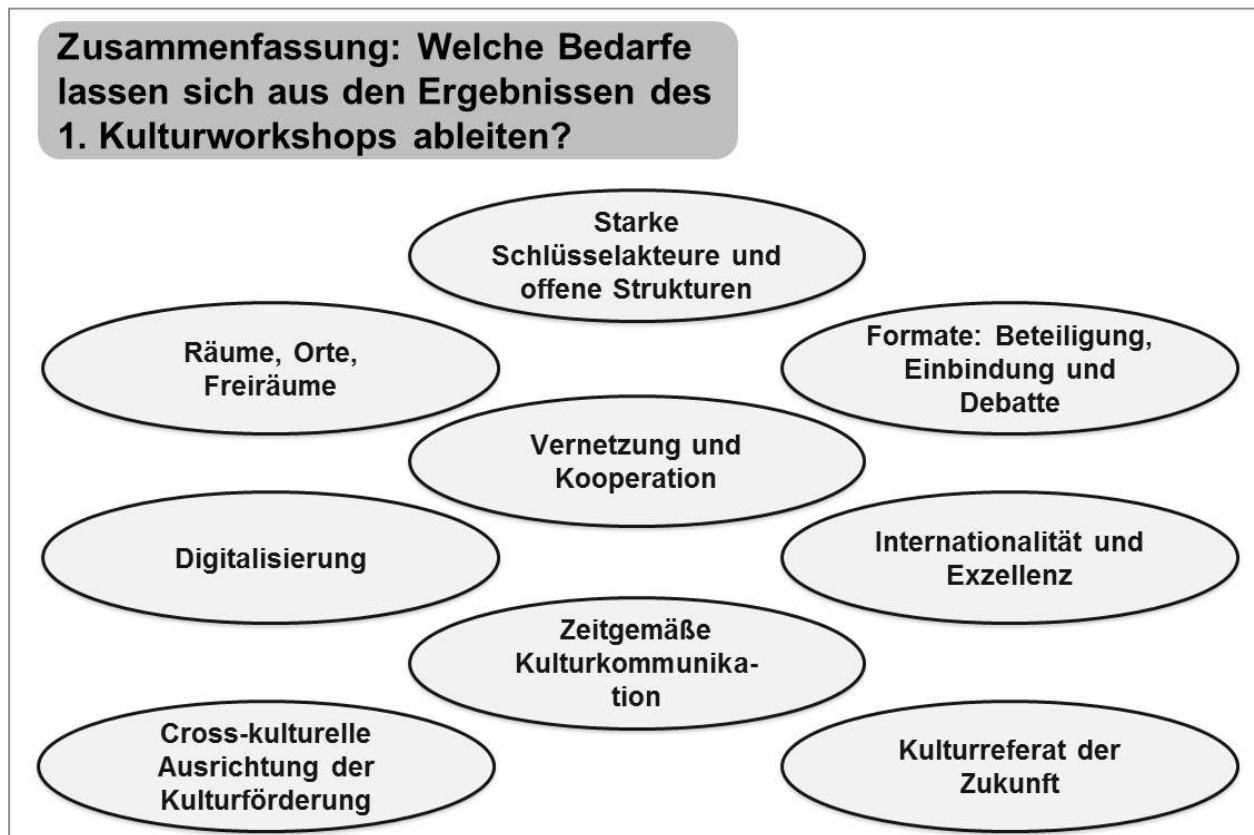 Zusammenfassung: Welche Bedarfe
lassen sich aus den Ergebnissen des
1. Kulturworkshops ableiten?
Starke
Schlüsselakteure und
offene Strukturen
Räume, Orte,
Freiräume
Formate: Beteiligung,
Einbindung und
Debatte
Vernetzung und
Kooperation
Digitalisierung
Internationalität und
Exzellenz
Zeitgemäße
Kulturkommunika-
tion
Cross-kulturelle
Ausrichtung der
Kulturförderung
Kulturreferat der
Zukunft